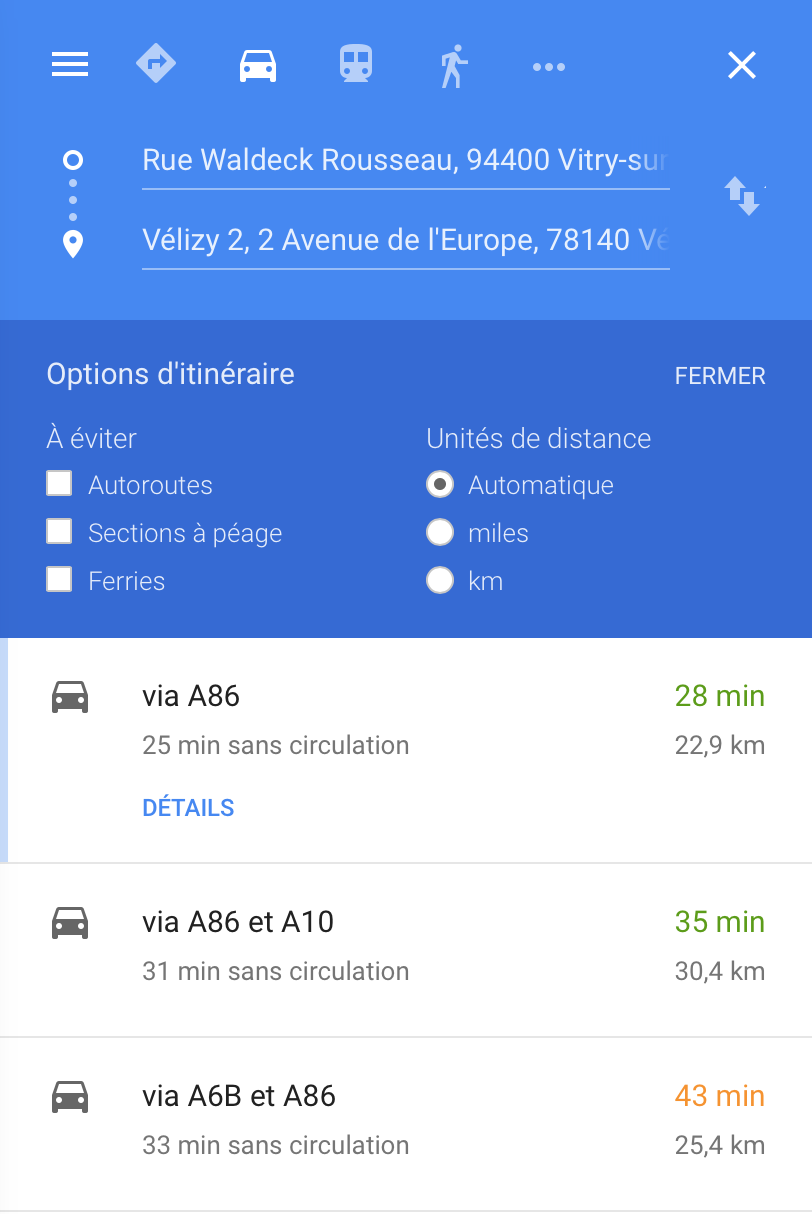 Rue Waldeck Rousseau, 94400 Vitry-sur
Vélizy 2, 2 Avenue de l'Europe, 78140 Vé
Options d'itinéraire
FERMER
À éviter
Unités de distance
Autoroutes
Automatique
Sections à péage
miles
Ferries
km
via A86
28 min
25 min sans circulation
22,9 km
DÉTAILS
via A86 et A10
35 min
31 min sans circulation
30,4 km
via A6B et A86
43 min
33 min sans circulation
25,4 km